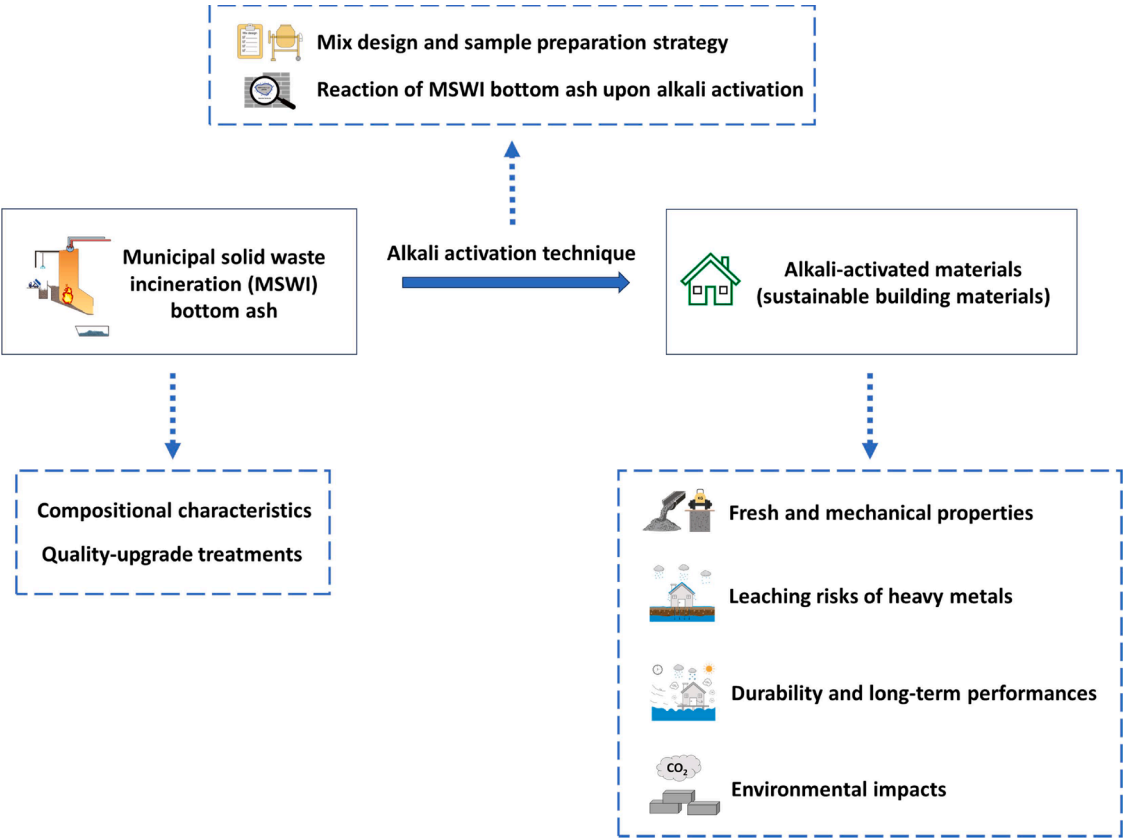 Mix design and sample preparation strategy
Reaction of MSWI bottom ash upon alkali activation
Municipal solid waste
incineration (MSWI)
bottom ash
Alkali activation technique
Alkali-activated materials
(sustainable building materials)
Compositional characteristics
Quality-upgrade treatments
Fresh and mechanical properties
Leaching risks of heavy metals
Durability and long-term performances
CO₂
Environmental impacts